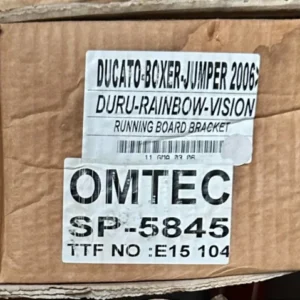 DUCATO-BOXER-JUMPER 2006>
DURU-RAINBOW-VISION
RUNNING BOARD BRACKET
OMTEC
SP-5845
TTF NO :E15 104